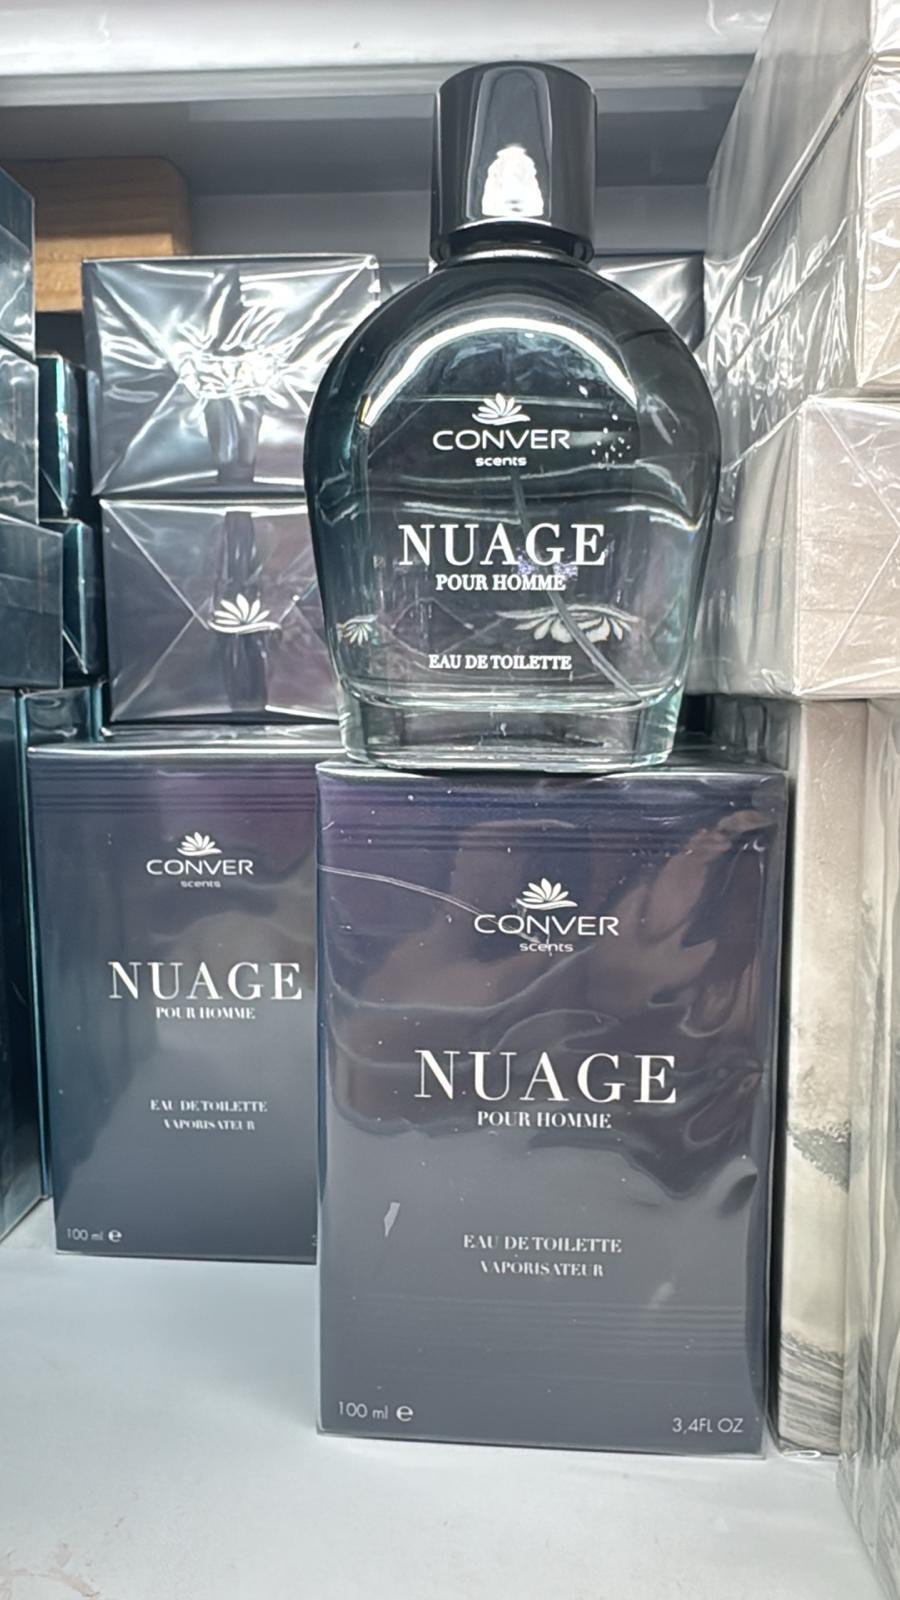 CONVER
scents
NUAGE
POUR HOMME
EAU DE TOILETTE
CONVER
scents
NUAGE
POUR HOMME
EAU DE TOILETTE
VAPORISATEUR
100 ml e
CONVER
scents
NUAGE
POUR HOMME
EAU DE TOILETTE
VAPORISATEUR
100 ml e
3,4FL OZ